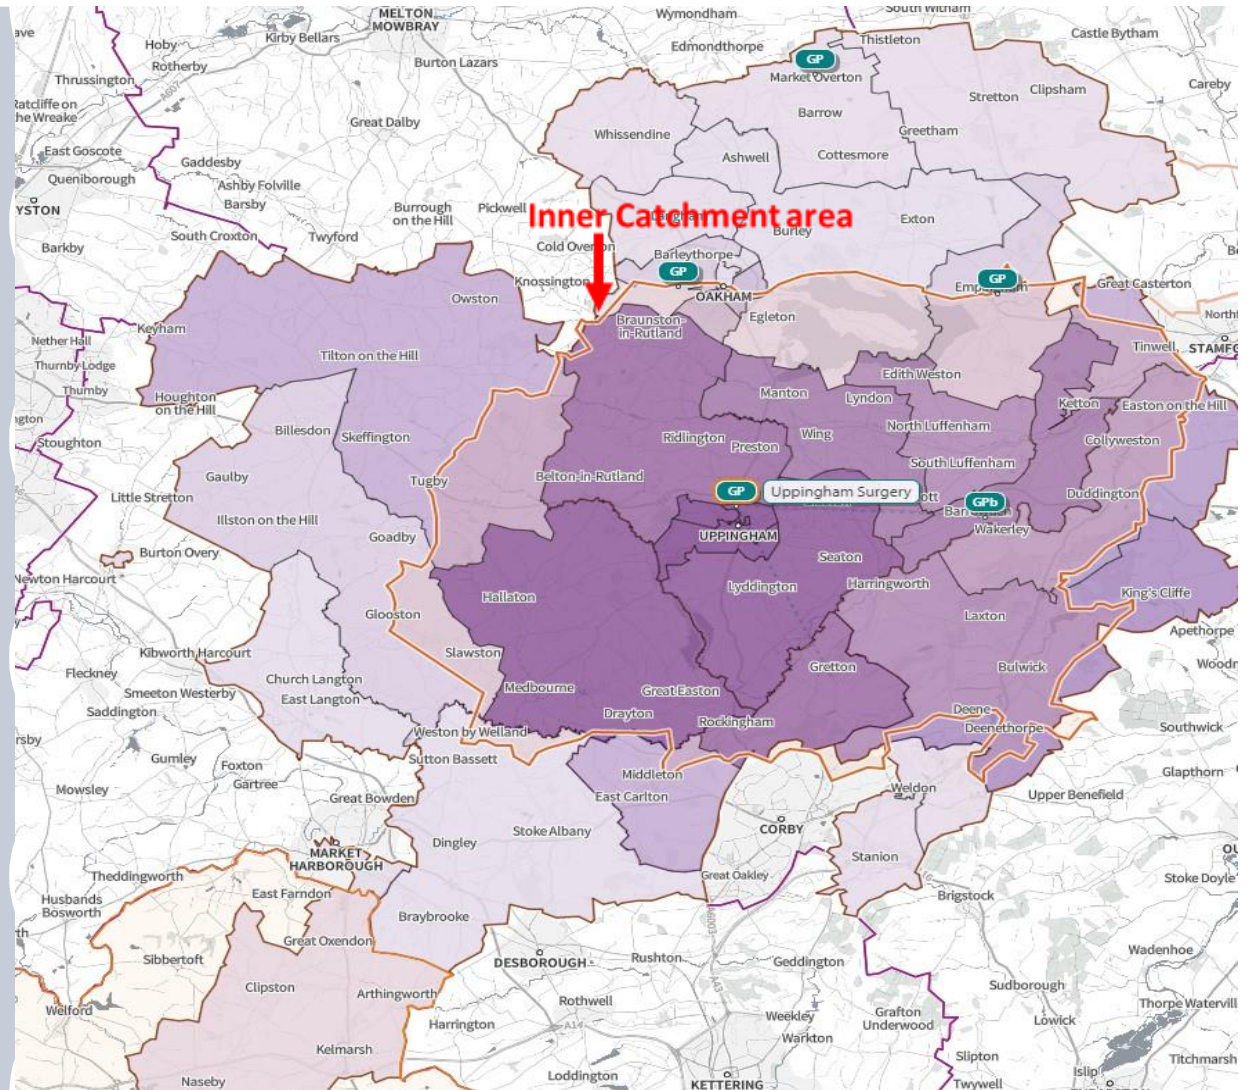 MELTON
MOWBRAY
Wymondham
South Witham
Kirby Bellars
Hoby
Rotherby
Edmondthorpe
Thistleton
Castle Bytham
Burton Lazars
GP
Market Overton
Thrussington
Careby
Stretton
Clipsham
Ratcliffe on
the Wreake
Great Dalby
Barrow
Whissendine
Greetham
East Goscote
Gaddesby
Ashwell
Cottesmore
Queniborough
Ashby Folville
Barsby
Burrough
on the Hill
Pickwell
Inner Catchment area
Exton
Burley
South Croxton
Twyford
Barkby
Cold Overton
Barleythorpe
GP
GP
Knossington
OAKHAM
Great Casterton
Owston
Egleton
Braunston-
in-Rutland
Keyham
Nether Hall
Tilton on the Hill
Tinwell
Thurnby Lodge
Thurnby
Edith Weston
Houghton
on the Hill
Manton
Lyndon
Ketton
Easton on the Hill
Billesdon
Skeffington
Ridlington
Preston
Wing
North Luffenham
Collyweston
Stoughton
Gaulby
Tugby
Belton-in-Rutland
South Luffenham
Little Stretton
GP
Uppingham Surgery
GPb
Duddington
Illston on the Hill
Goadby
UPPINGHAM
Wakerley
Burton Overy
Seaton
Newton Harcourt
Hallaton
Lyddington
Harringworth
King's Cliffe
Glooston
Laxton
Apethorpe
Kibworth Harcourt
Slawston
Gretton
Bulwick
Fleckney
Church Langton
Medbourne
Great Easton
Smeeton Westerby
East Langton
Saddington
Drayton
Rockingham
Deene
Deenethorpe
Southwick
Weston by Welland
Gumley
Foxton
Sutton Bassett
Middleton
Glapthorn
Mowsley
Gartree
Great Bowden
East Carlton
Weldon
Upper Benefield
Stoke Albany
CORBY
Dingley
MARKET
HARBOROUGH
Stanion
Theddingworth
Great Oakley
Stoke Doyle
Husbands
Bosworth
East Farndon
Brigstock
Braybrooke
A6003
Great Oxendon
Sibbertoft
DESBOROUGH
Rushton
Geddington
Wadenhoe
A43
Clipston
Arthingworth
Sudborough
Welford
Rothwell
Thorpe Waterville
Weekley
Warkton
Grafton
Underwood
Lowick
Harrington
A14
Kelmarsh
Slipton
Titchmarsh
Loddington
Islip
Naseby
KETTERING
Twywell